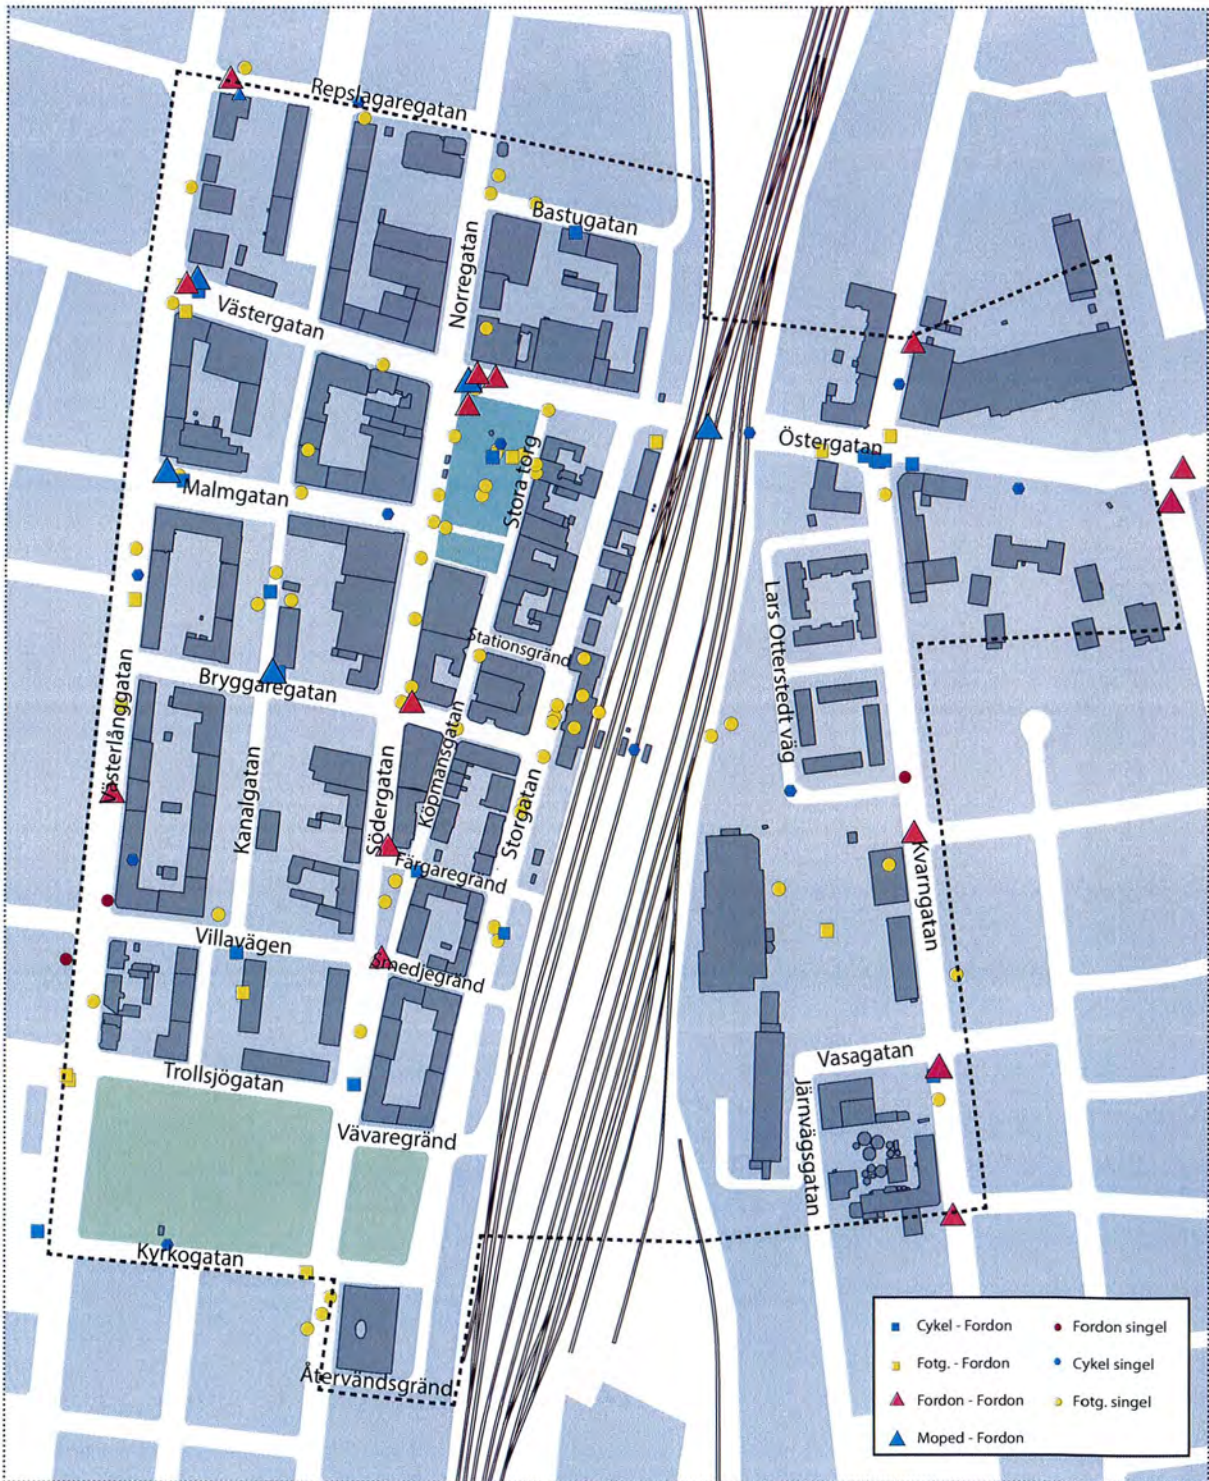 Repslagaregatan
Bastugatan
Norregatan
Västergatan
Stora torg
Östergatan
Malmgatan
Lars Otterstedt väg
Stationsgränd
Bryggaregatan
Västerlånggatan
Köpmansgatan
Kanalgatan
Södergatan
Storgatan
Färgaregränd
Kvarngatan
Villavägen
Smedjegränd
Vasagatan
Trollsjögatan
Järnvägsgatan
Vävaregränd
Kyrkogatan
Återvändsgränd
Cykel - Fordon
Fotg. - Fordon
Fordon - Fordon
Moped - Fordon
Fordon singel
Cykel singel
Fotg. singel